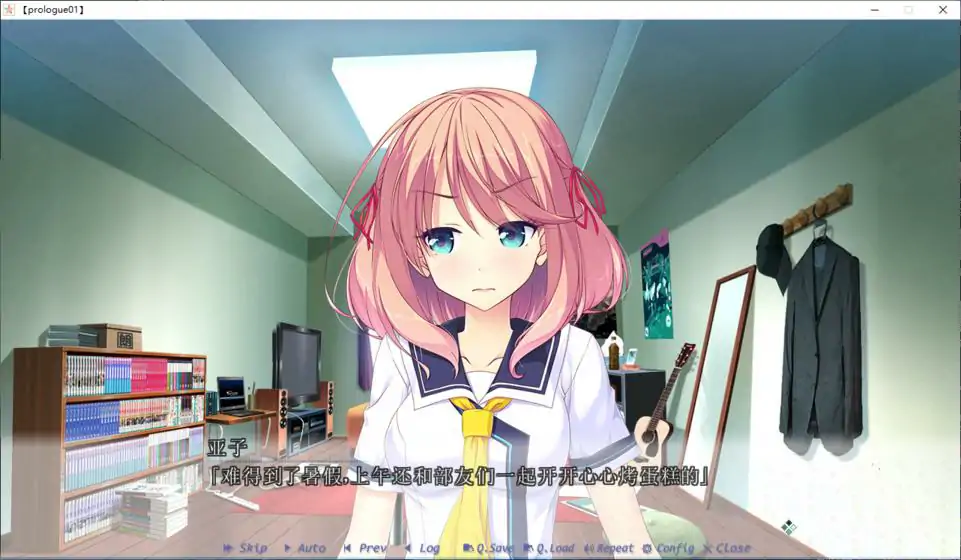 【prologue01】
朗
亚子
「难得到了暑假,上午还和部友们一起开开心心烤蛋糕的」
Skip Auto Prev Log Q.Save Q.Load Repeat Config Close